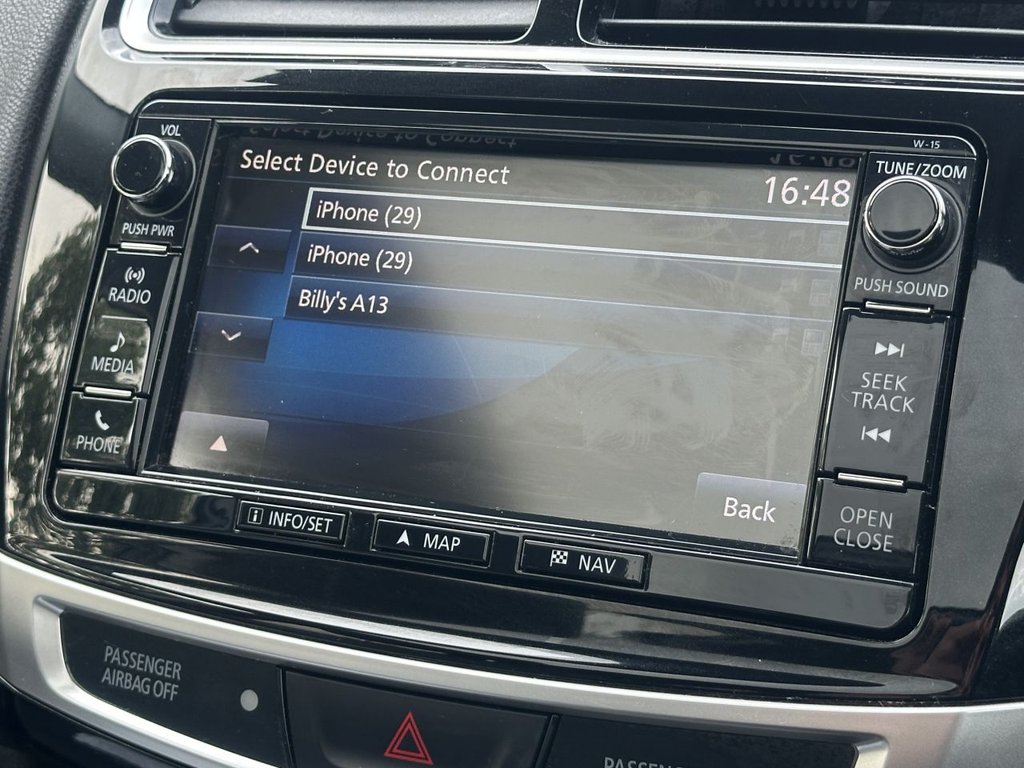 W-15
VOL
PUSH PWR
RADIO
MEDIA
PHONE
Select Device to Connect
16:48
iPhone (29)
iPhone (29)
Billy's A13
Back
TUNE/ZOOM
PUSH SOUND
SEEK
TRACK
OPEN
CLOSE
INFO/SET
MAP
NAV
PASSENGER
AIRBAG OFF